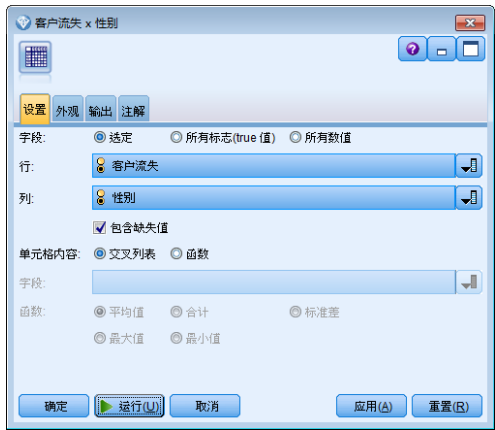 客户流失 x 性别
设置 外观 输出 注解
字段: 选定 所有标志(true 值) 所有数值
行: 客户流失
列: 性别
包含缺失值
单元格内容: 交叉列表 函数
字段:
函数: 平均值 合计 标准差
最大值 最小值
确定 运行(U) 取消 应用(A) 重置(R)